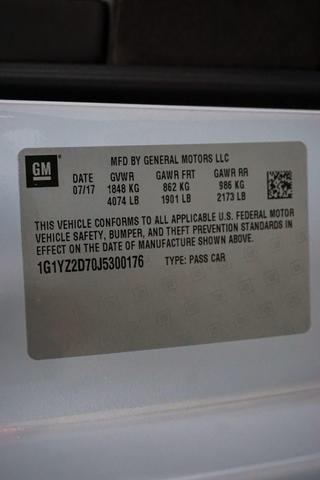 GM
MFD BY GENERAL MOTORS LLC
DATE GVWR GAWR FRT GAWR RR
07/17 1848 KG 862 KG 986 KG
4074 LB 1901 LB 2173 LB
THIS VEHICLE CONFORMS TO ALL APPLICABLE U.S. FEDERAL MOTOR
VEHICLE SAFETY, BUMPER, AND THEFT PREVENTION STANDARDS IN
EFFECT ON THE DATE OF MANUFACTURE SHOWN ABOVE.
1G1YZ2D70J5300176 TYPE: PASS CAR